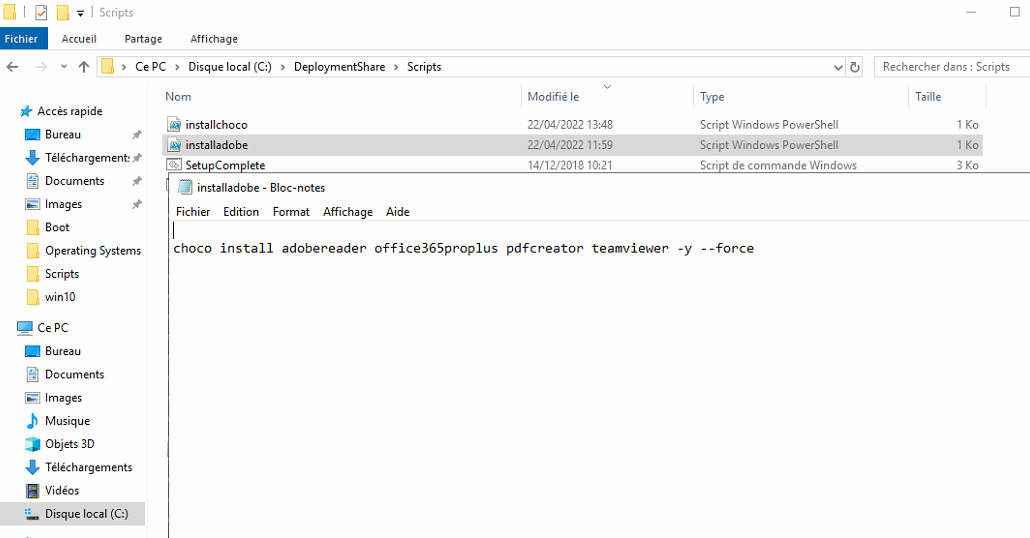 Scripts
Fichier Accueil Partage Affichage
Ce PC Disque local (C:) DeploymentShare Scripts Rechercher dans : Scripts
Nom Modifié le Type Taille
installchoco 22/04/2022 13:48 Script Windows PowerShell 1 Ko
installadobe 22/04/2022 11:59 Script Windows PowerShell 1 Ko
SetupComplete 14/12/2018 10:21 Script de commande Windows 3 Ko
Accès rapide
Bureau
Téléchargements
Documents
Images
Boot
Operating Systems
Scripts
win10
Ce PC
Bureau
Documents
Images
Musique
Objets 3D
Téléchargements
Vidéos
Disque local (C:)
installadobe - Bloc-notes
Fichier Edition Format Affichage Aide
choco install adobereader office365proplus pdfcreator teamviewer -y --force